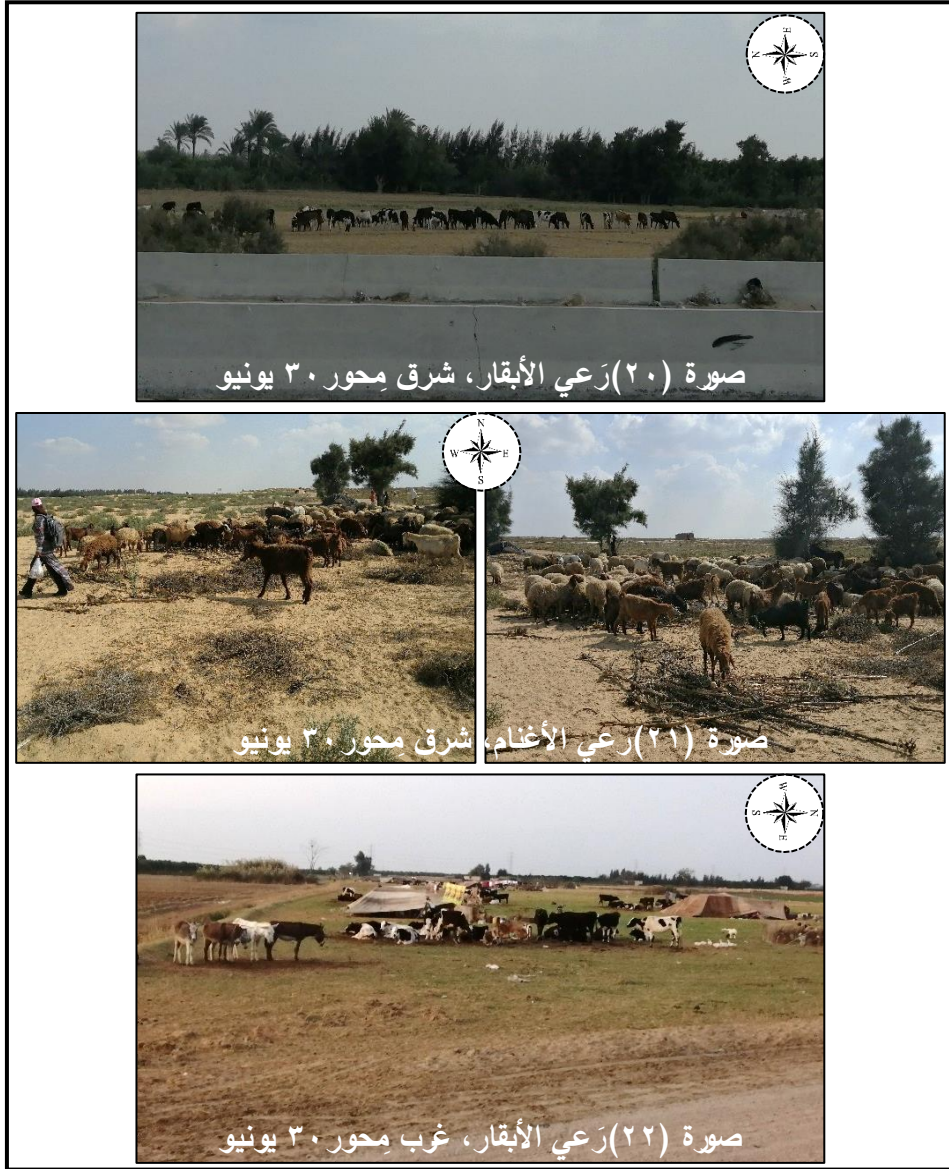 N E S W
صورة (٢٠)رَعي الأبقار، شرق مِحور ٣٠ يونيو
N W E S
صورة (٢١)رعي الأغنام، شرق محور ٣٠ يونيو
W S N E
صورة (٢٢)رَعي الأبقار، غرب مِحور ٣٠ يونيو